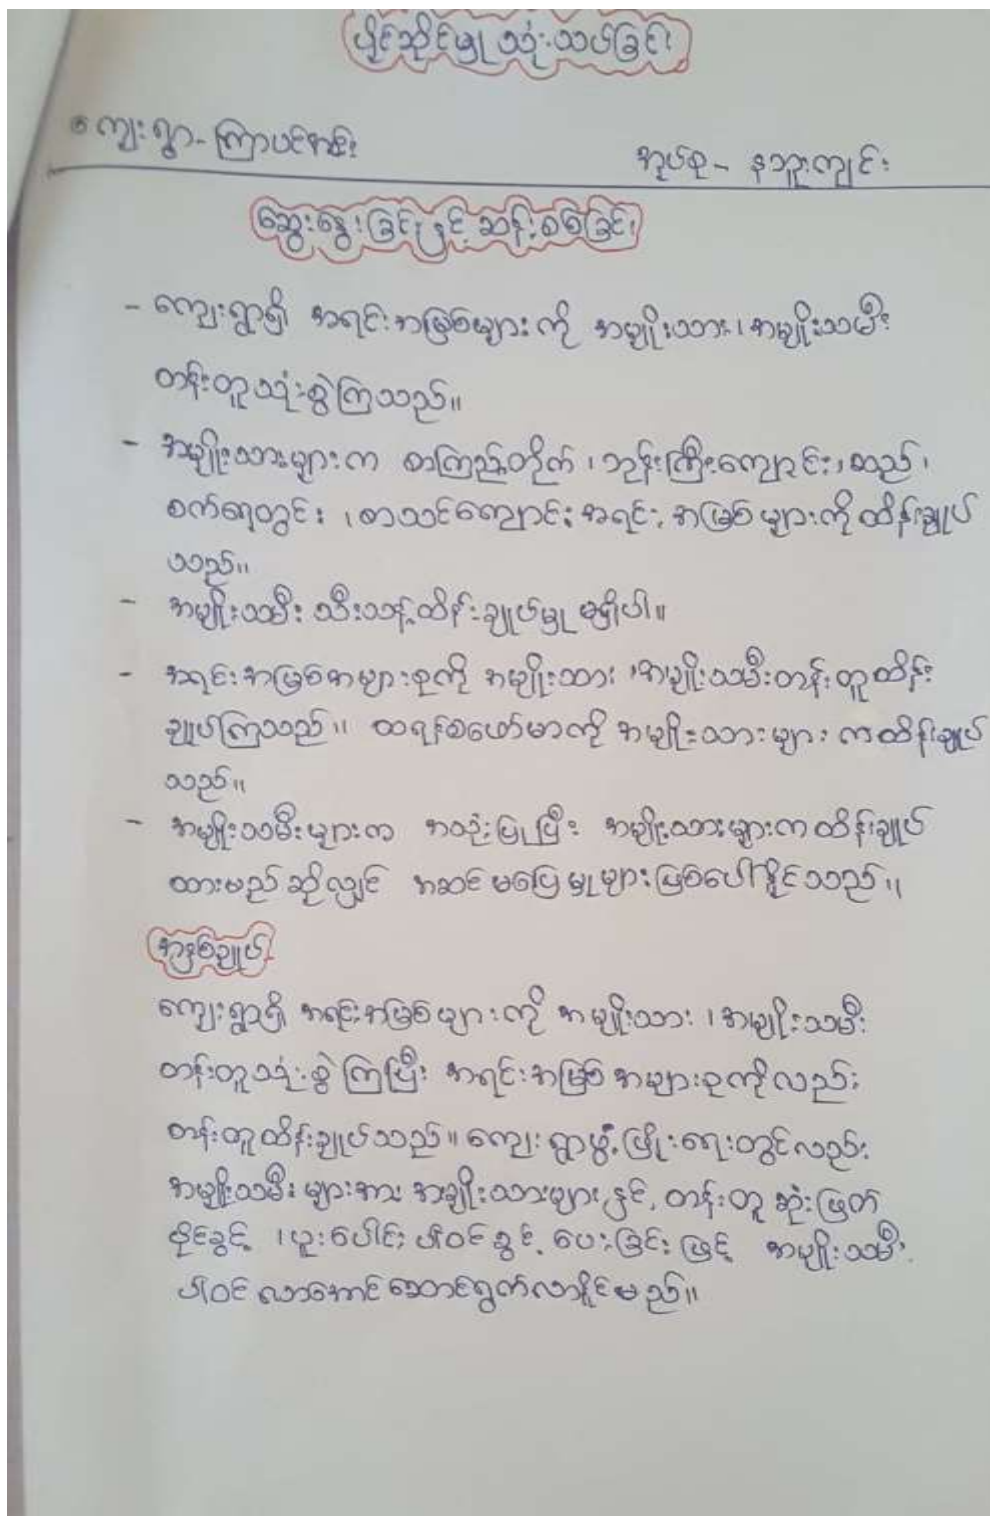 ပိုင်ဆိုင်မှု သုံးသပ်ခြင်း
ကျေးရွာ - ကြာပင်အင်း
အုပ်စု - နဘူးကျင်း
ဆွေးနွေးခြင်းနှင့် ဆန်းစစ်ခြင်း
- ကျေးရွာရှိ အရင်းအမြစ်များကို အမျိုးသား၊ အမျိုးသမီး
တန်းတူသုံးစွဲကြသည်။
- အမျိုးသားများက စာကြည့်တိုက်၊ ဘုန်းကြီးကျောင်း၊ ဆည်၊
စက်ရေတွင်း၊ စာသင်ကျောင်း အရင်းအမြစ်များကို ထိန်းချုပ်
သည်။
- အမျိုးသမီး သီးသန့်ထိန်းချုပ်မှု မရှိပါ။
- အရင်းအမြစ်အများစုကို အမျိုးသား၊ အမျိုးသမီးတန်းတူထိန်း
ချုပ်ကြသည်။ ထရန်စဖော်မာကို အမျိုးသားများ ကထိန်းချုပ်
သည်။
- အမျိုးသမီးများက အသုံးပြုပြီး အမျိုးသားများကထိန်းချုပ်
ထားမည်ဆိုလျှင် အဆင်မပြေမှုများဖြစ်ပေါ်နိုင်သည်။
အနှစ်ချုပ်
ကျေးရွာရှိ အရင်းအမြစ်များကို အမျိုးသား၊ အမျိုးသမီး
တန်းတူသုံးစွဲကြပြီး အရင်းအမြစ် အများစုကိုလည်း
တန်းတူထိန်းချုပ်သည်။ ကျေးရွာဖွံ့ဖြိုးရေးတွင်လည်း
အမျိုးသမီးများအား အမျိုးသားများနှင့် တန်းတူ ဆုံးဖြတ်
ပိုင်ခွင့်၊ ပူးပေါင်းပါဝင်ခွင့် ပေးခြင်းဖြင့် အမျိုးသမီး
ပါဝင်လာအောင်ဆောင်ရွက်လာနိုင်မည်။